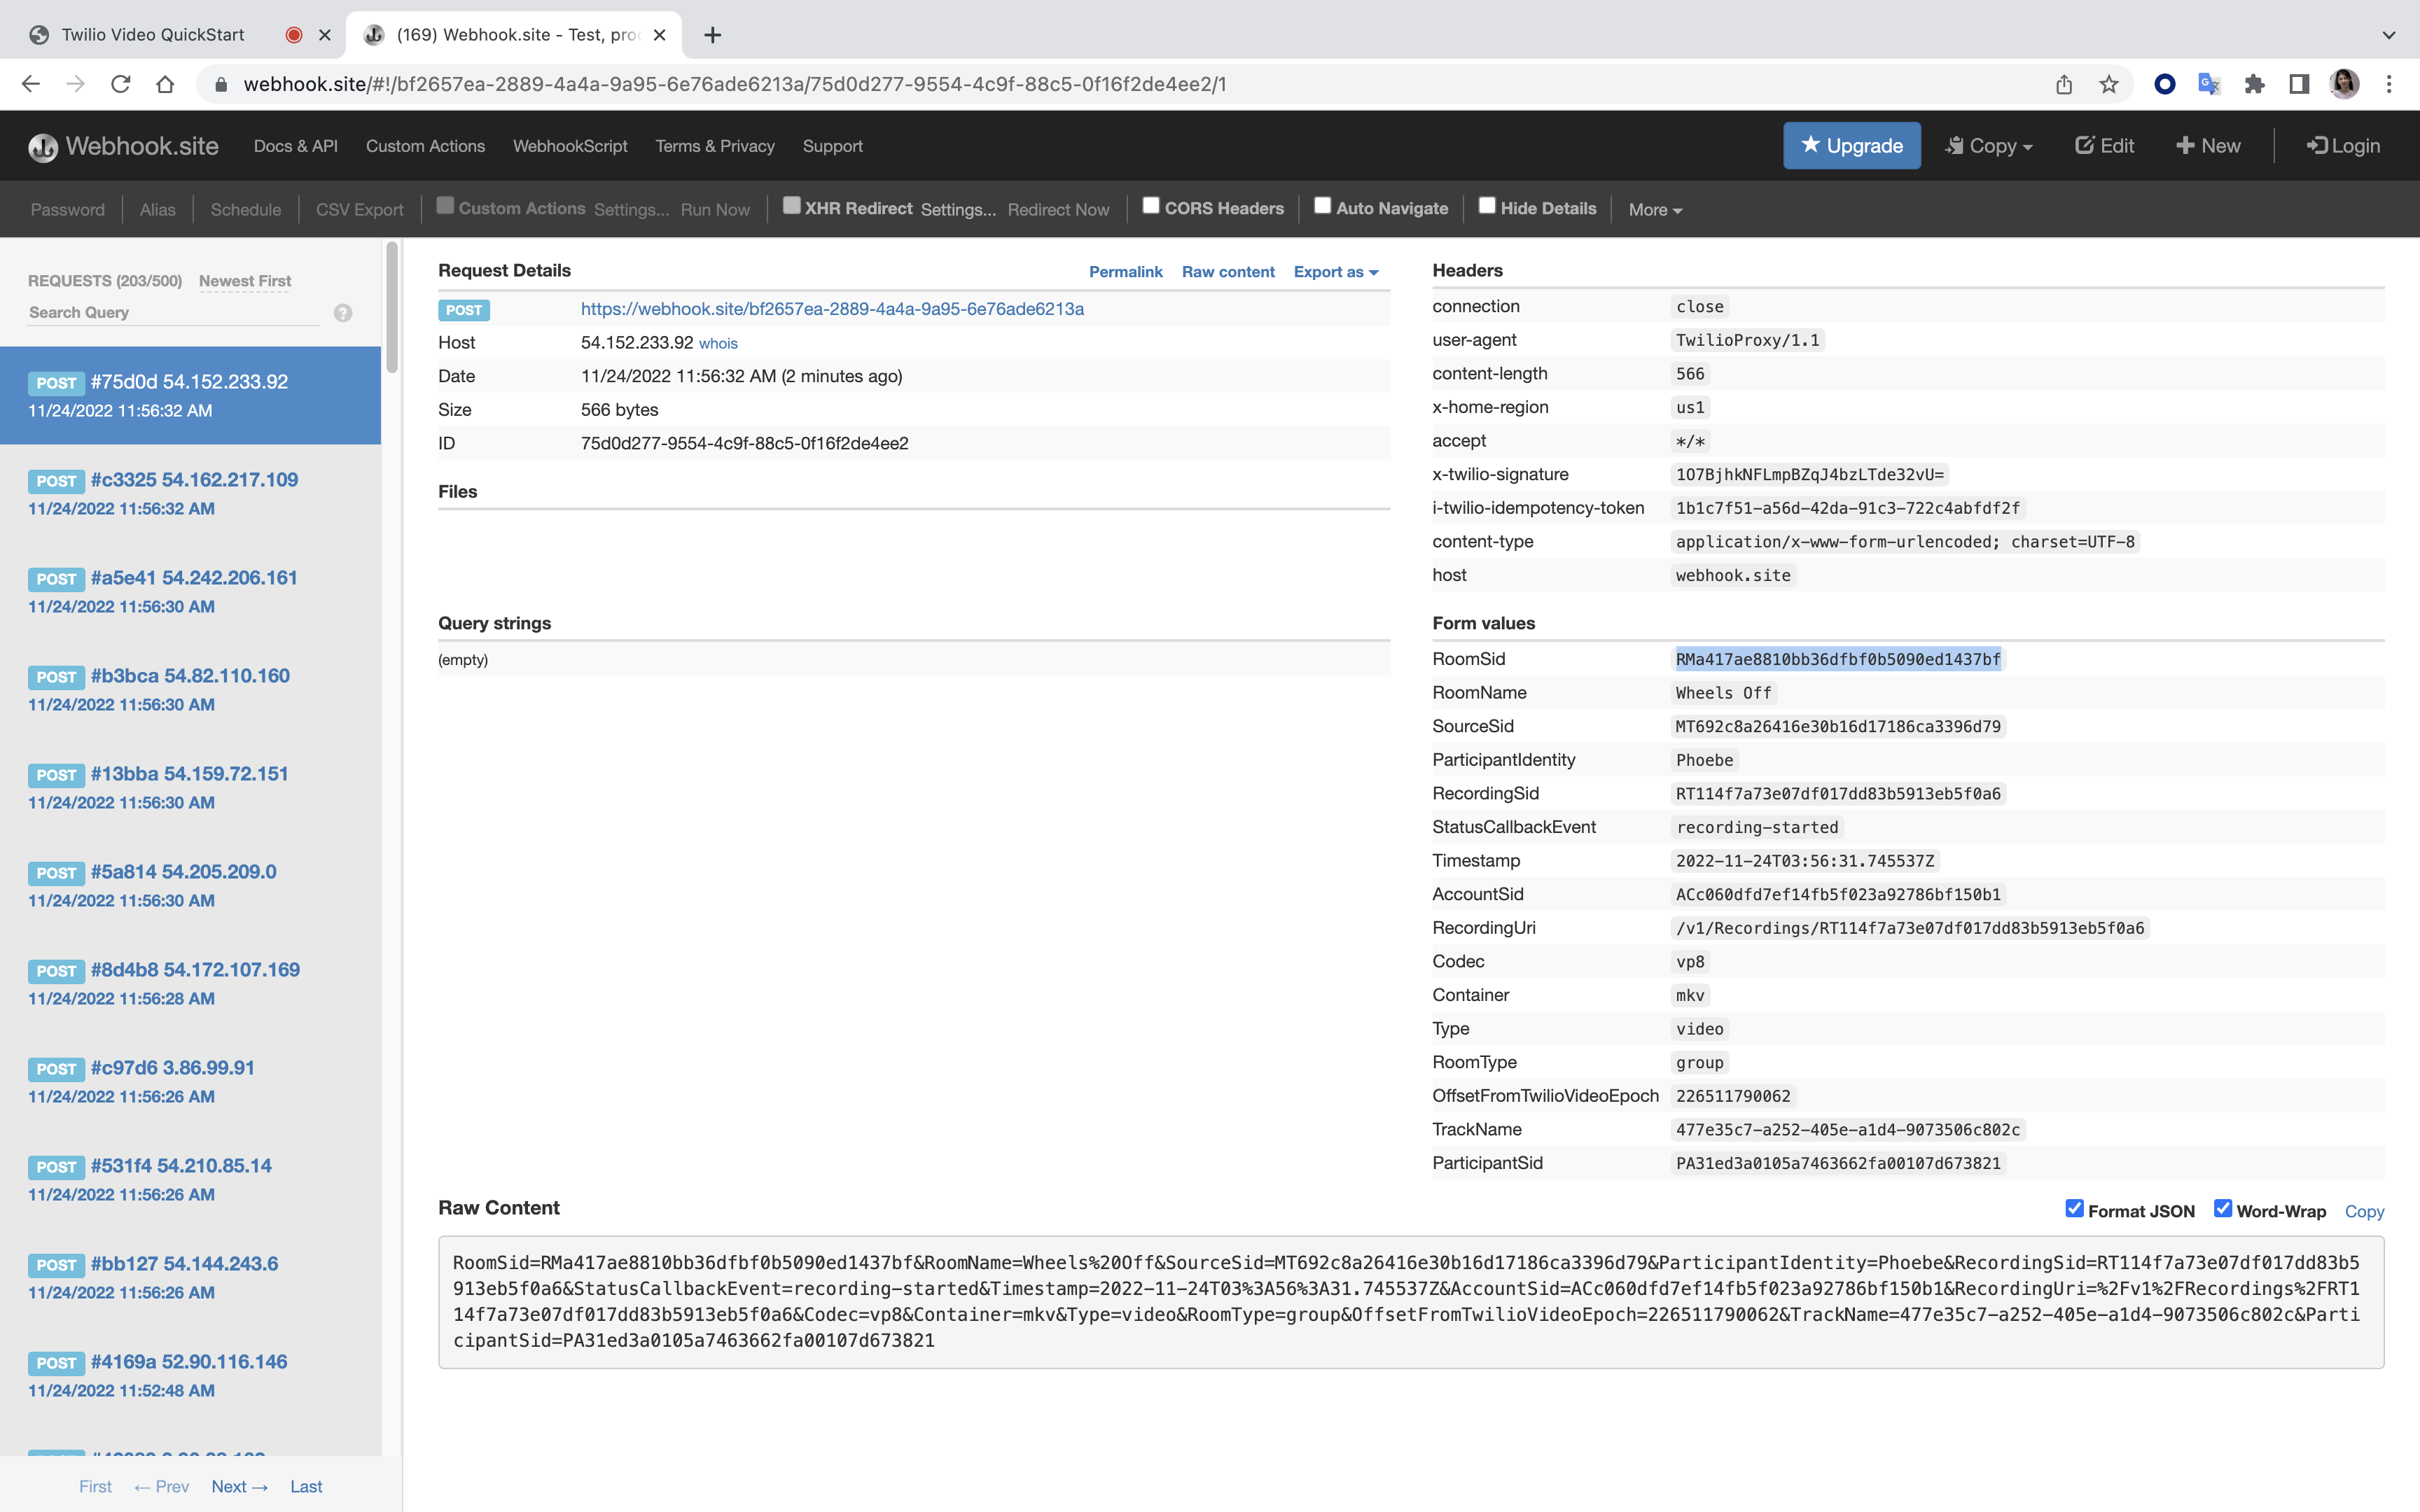 Twilio Video QuickStart
(169) Webhook.site - Test, pro
webhook.site/#!/bf2657ea-2889-4a4a-9a95-6e76ade6213a/75d0d277-9554-4c9f-88c5-0f16f2de4ee2/1
Webhook.site Docs & API Custom Actions WebhookScript Terms & Privacy Support Upgrade Copy Edit New Login
Password Alias Schedule CSV Export Custom Actions Settings... Run Now XHR Redirect Settings... Redirect Now CORS Headers Auto Navigate Hide Details More
REQUESTS (203/500) Newest First
Search Query ?
POST #75d0d 54.152.233.92
11/24/2022 11:56:32 AM
POST #c3325 54.162.217.109
11/24/2022 11:56:32 AM
POST #a5e41 54.242.206.161
11/24/2022 11:56:30 AM
POST #b3bca 54.82.110.160
11/24/2022 11:56:30 AM
POST #13bba 54.159.72.151
11/24/2022 11:56:30 AM
POST #5a814 54.205.209.0
11/24/2022 11:56:30 AM
POST #8d4b8 54.172.107.169
11/24/2022 11:56:28 AM
POST #c97d6 3.86.99.91
11/24/2022 11:56:26 AM
POST #531f4 54.210.85.14
11/24/2022 11:56:26 AM
POST #bb127 54.144.243.6
11/24/2022 11:56:26 AM
POST #4169a 52.90.116.146
11/24/2022 11:52:48 AM
First ← Prev Next → Last
Request Details Permalink Raw content Export as
POST https://webhook.site/bf2657ea-2889-4a4a-9a95-6e76ade6213a
Host 54.152.233.92 whois
Date 11/24/2022 11:56:32 AM (2 minutes ago)
Size 566 bytes
ID 75d0d277-9554-4c9f-88c5-0f16f2de4ee2
Files
Query strings
(empty)
Headers
connection close
user-agent TwilioProxy/1.1
content-length 566
x-home-region us1
accept */*
x-twilio-signature 1O7BjhkNFLmpBZqJ4bzLTde32vU=
i-twilio-idempotency-token 1b1c7f51-a56d-42da-91c3-722c4abfdf2f
content-type application/x-www-form-urlencoded; charset=UTF-8
host webhook.site
Form values
RoomSid RMa417ae8810bb36dfbf0b5090ed1437bf
RoomName Wheels Off
SourceSid MT692c8a26416e30b16d17186ca3396d79
ParticipantIdentity Phoebe
RecordingSid RT114f7a73e07df017dd83b5913eb5f0a6
StatusCallbackEvent recording-started
Timestamp 2022-11-24T03:56:31.745537Z
AccountSid ACc060dfd7ef14fb5f023a92786bf150b1
RecordingUri /v1/Recordings/RT114f7a73e07df017dd83b5913eb5f0a6
Codec vp8
Container mkv
Type video
RoomType group
OffsetFromTwilioVideoEpoch 226511790062
TrackName 477e35c7-a252-405e-a1d4-9073506c802c
ParticipantSid PA31ed3a0105a7463662fa00107d673821
Raw Content Format JSON Word-Wrap Copy
RoomSid=RMa417ae8810bb36dfbf0b5090ed1437bf&RoomName=Wheels%20Off&SourceSid=MT692c8a26416e30b16d17186ca3396d79&ParticipantIdentity=Phoebe&RecordingSid=RT114f7a73e07df017dd83b5
913eb5f0a6&StatusCallbackEvent=recording-started&Timestamp=2022-11-24T03%3A56%3A31.745537Z&AccountSid=ACc060dfd7ef14fb5f023a92786bf150b1&RecordingUri=%2Fv1%2FRecordings%2FRT1
14f7a73e07df017dd83b5913eb5f0a6&Codec=vp8&Container=mkv&Type=video&RoomType=group&OffsetFromTwilioVideoEpoch=226511790062&TrackName=477e35c7-a252-405e-a1d4-9073506c802c&Parti
cipantSid=PA31ed3a0105a7463662fa00107d673821